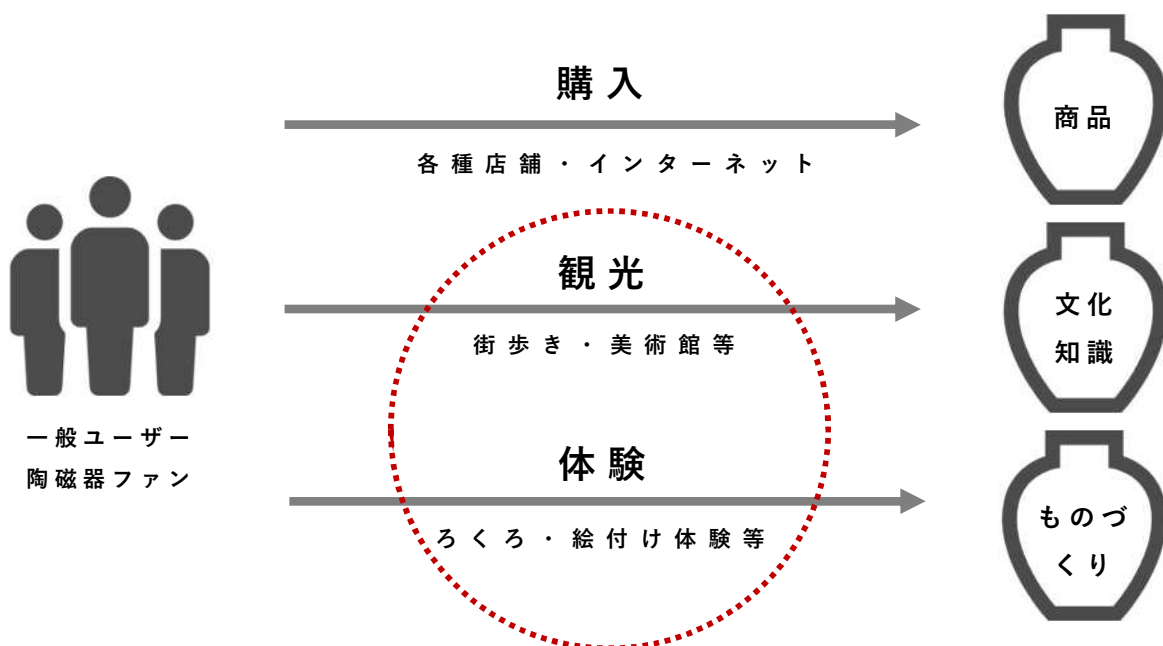 購入
各種店舗・インターネット
商品
観光
街歩き・美術館等
文化
知識
一般ユーザー
陶磁器ファン
体験
ろくろ・絵付け体験等
ものづ
くり